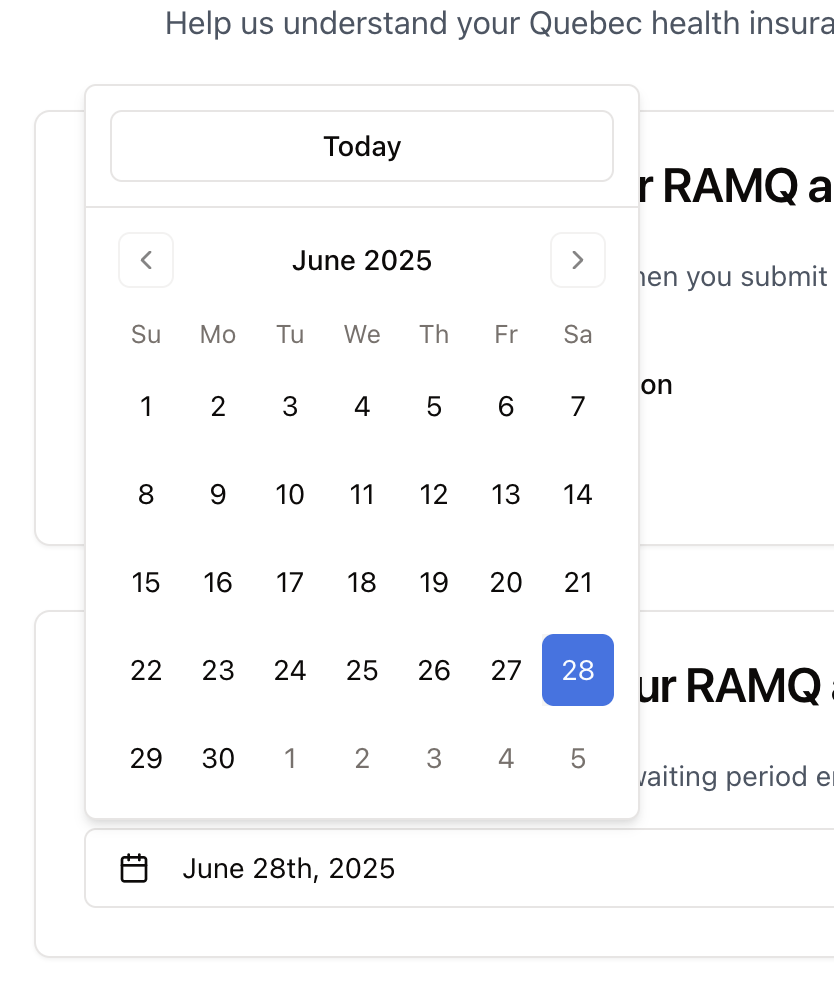 Help us understand your Quebec health
Today
RAMQ
June 2025
you submit
Su Mo Tu We Th Fr Sa
1 2 3 4 5 6 7
on
8 9 10 11 12 13 14
15 16 17 18 19 20 21
22 23 24 25 26 27 28
RAMQ
29 30 1 2 3 4 5
waiting period
June 28th, 2025